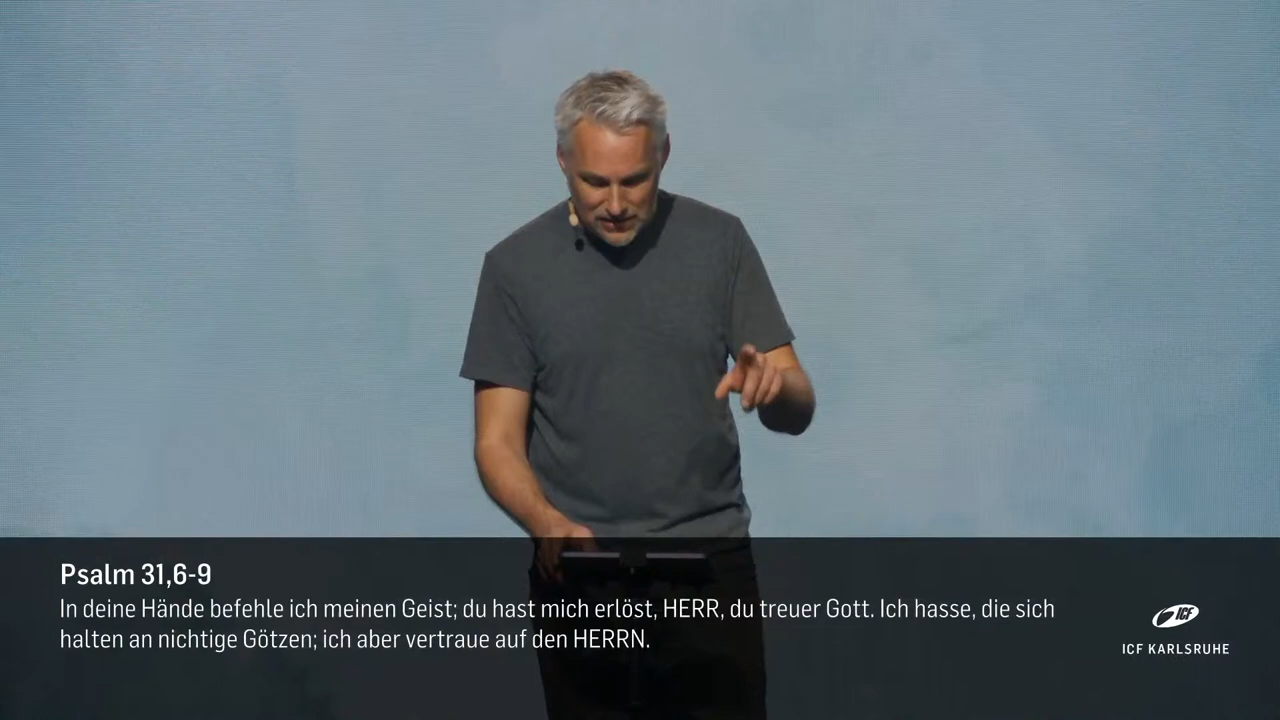 Psalm 31,6-9
In deine Hände befehle ich meinen Geist; du hast mich erlöst, HERR, du treuer Gott. Ich hasse, die sich
halten an nichtige Götzen; ich aber vertraue auf den HERRN.
ICF
ICF KARLSRUHE